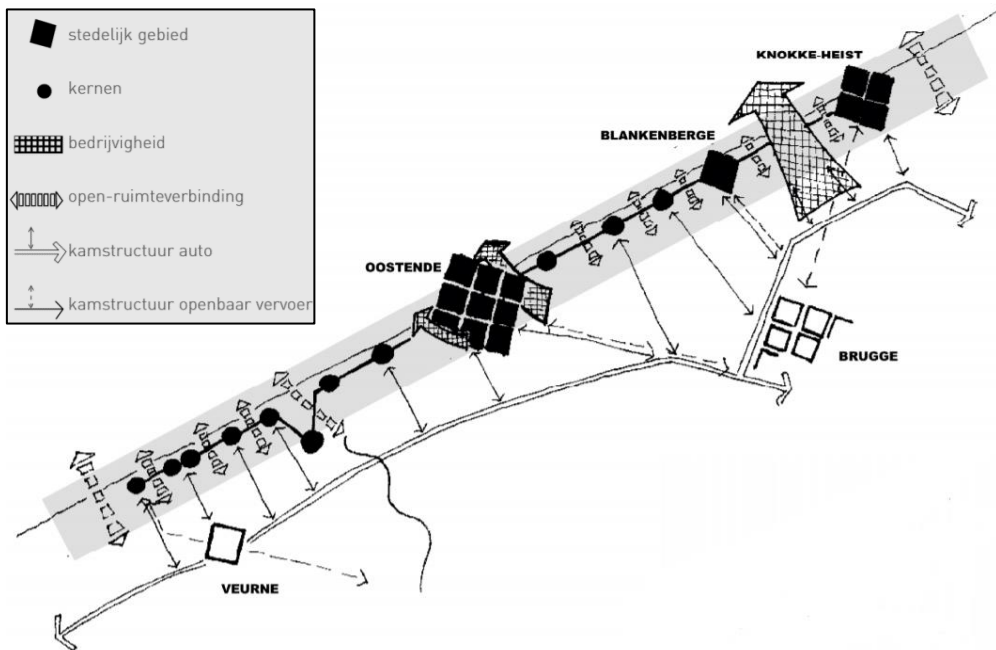 stedelijk gebied
kernen
bedrijvigheid
open-ruimteverbinding
kamstructuur auto
kamstructuur openbaar vervoer
KNOKKE-HEIST
BLANKENBERGE
OOSTENDE
BRUGGE
VEURNE